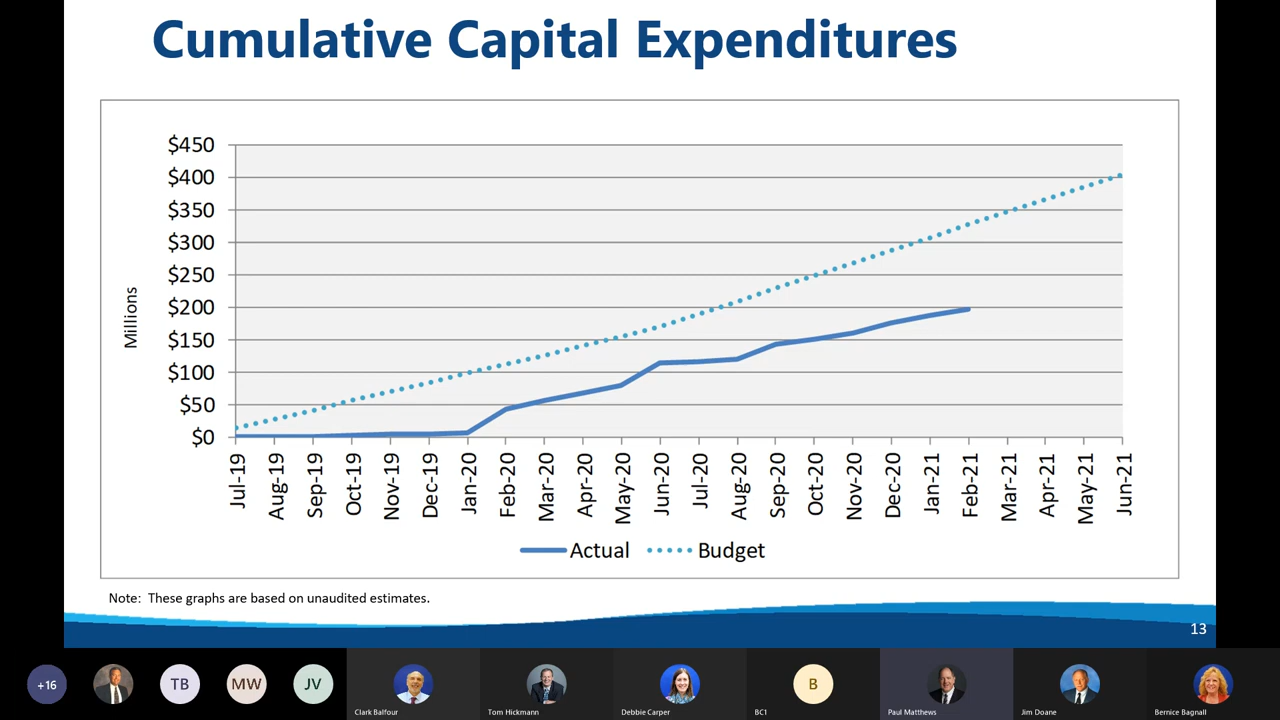 Cumulative Capital Expenditures
$450
$400
$350
$300
$250
$200
$150
$100
$50
$0
Millions
Jul-19
Aug-19
Sep-19
Oct-19
Nov-19
Dec-19
Jan-20
Feb-20
Mar-20
Apr-20
May-20
Jun-20
Jul-20
Aug-20
Sep-20
Oct-20
Nov-20
Dec-20
Jan-21
Feb-21
Mar-21
Apr-21
May-21
Jun-21
Actual
Budget
Note: These graphs are based on unaudited estimates.
13
+16
TB
MW
JV
B
Clark Balfour
Tom Hickmann
Debbie Carper
BC1
Paul Matthews
Jim Doane
Bernice Bagnall